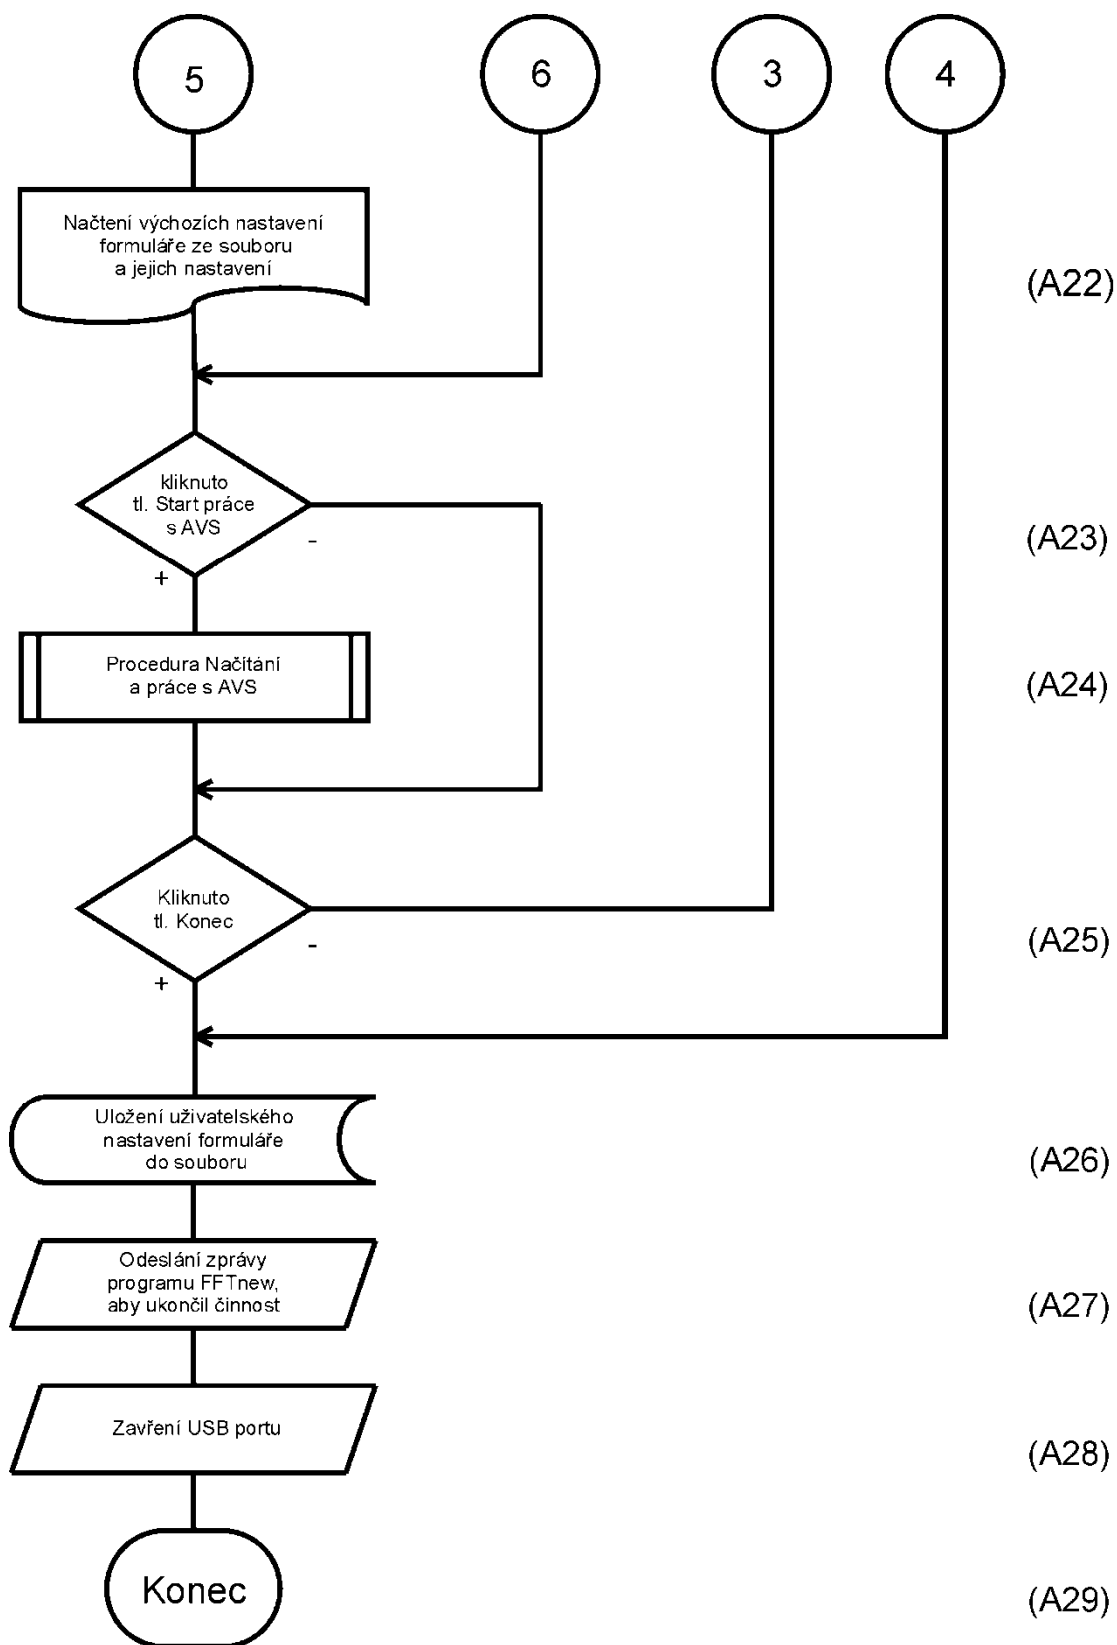 5
6
3
4
Načtení výchozích nastavení
formuláře ze souboru
a jejich nastavení
(A22)
kliknuto
tl. Start práce
s AVS
-
+
(A23)
Procedura Načítání
a práce s AVS
(A24)
Kliknuto
tl. Konec
-
+
(A25)
Uložení uživatelského
nastavení formuláře
do souboru
(A26)
Odeslání zprávy
programu FFTnew,
aby ukončil činnost
(A27)
Zavření USB portu
(A28)
Konec
(A29)